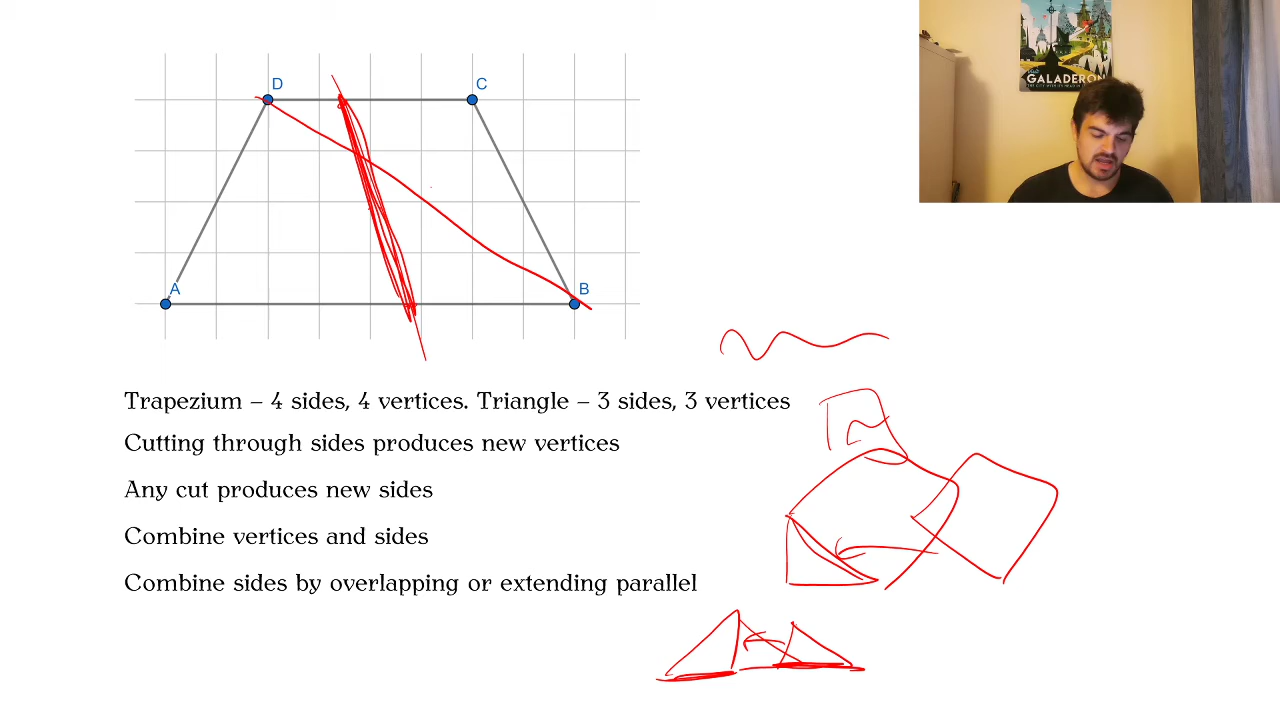 D
C
A
B
GALADERON
Trapezium – 4 sides, 4 vertices. Triangle – 3 sides, 3 vertices
Cutting through sides produces new vertices
Any cut produces new sides
Combine vertices and sides
Combine sides by overlapping or extending parallel